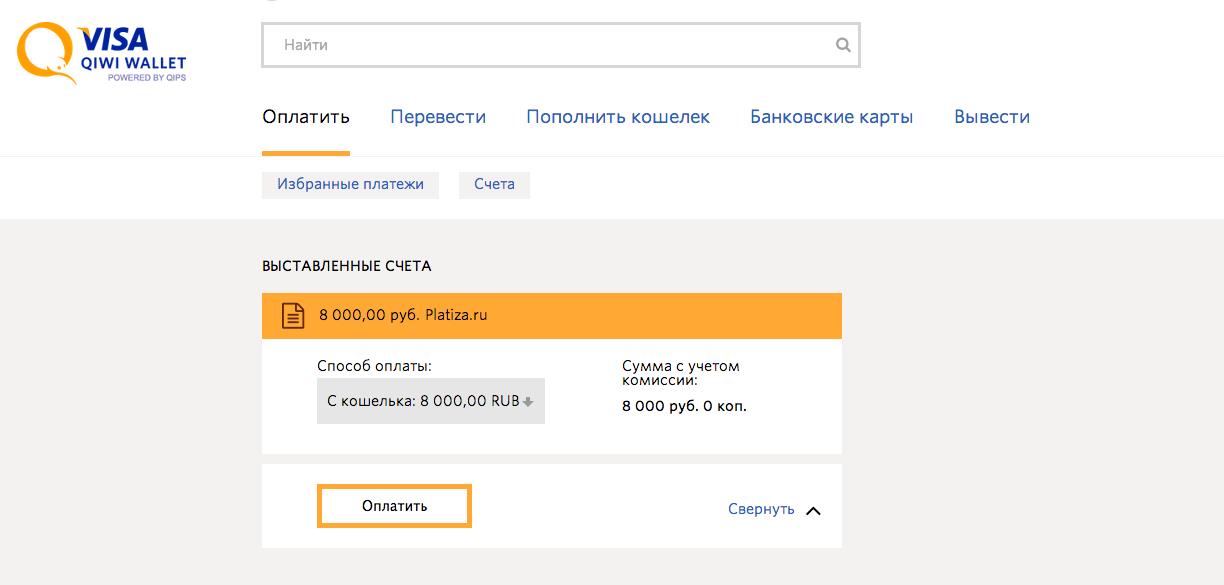 VISA
QIWI WALLET
POWERED BY QIPS
Найти
Оплатить Перевести Пополнить кошелек Банковские карты Вывести
Избранные платежи Счета
ВЫСТАВЛЕННЫЕ СЧЕТА
8 000,00 руб. Platiza.ru
Способ оплаты:
С кошелька: 8 000,00 RUB
Сумма с учетом
комиссии:
8 000 руб. 0 коп.
Оплатить
Свернуть